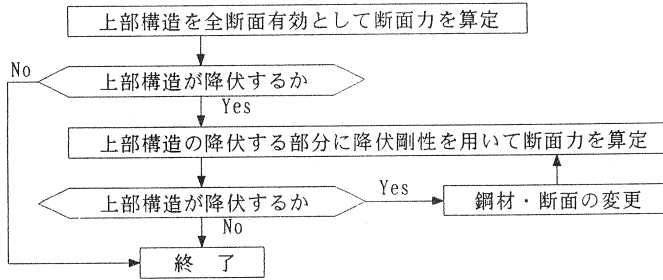 上部構造を全断面有効として断面力を算定
No
上部構造が降伏するか
Yes
上部構造の降伏する部分に降伏剛性を用いて断面力を算定
上部構造が降伏するか
Yes
鋼材・断面の変更
No
終 了